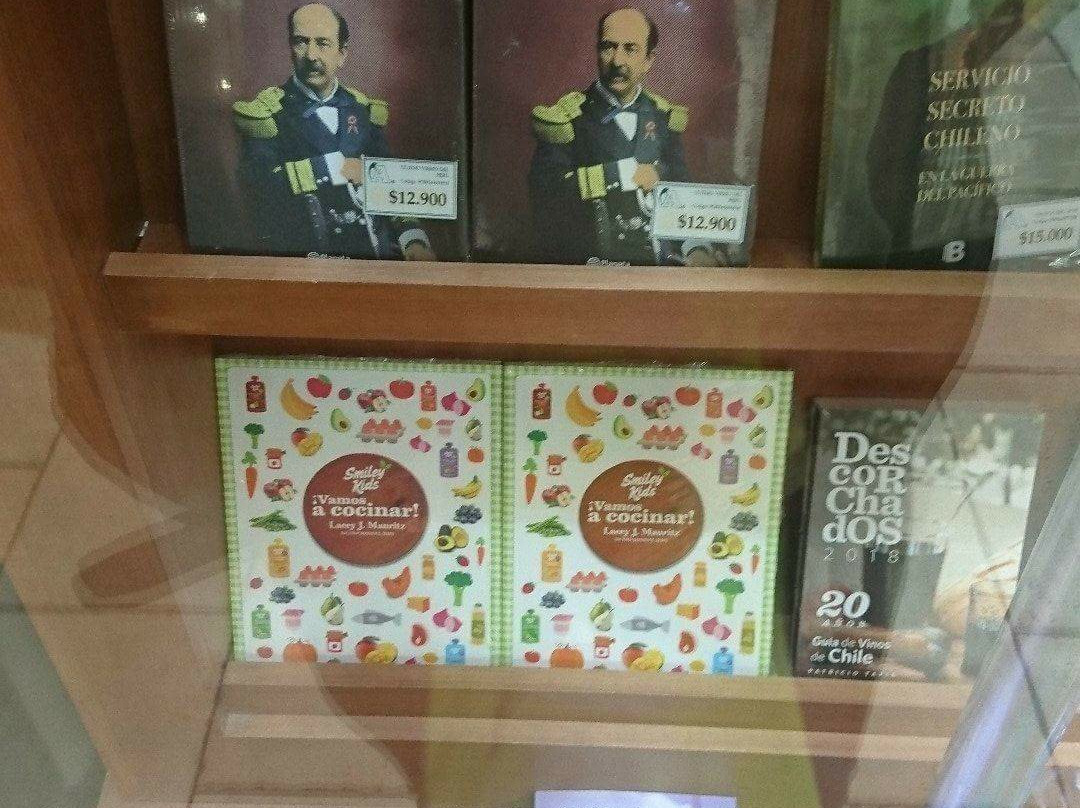 $12.900
$12.900
SERVICIO
SECRETO
CHILENO
EN LA GUERRA
DEL PACÍFICO
B
$15.000
Smiley
Kids
¡Vamos
a cocinar!
Lacey J. Mauritz
Smiley
Kids
¡Vamos
a cocinar!
Lacey J. Mauritz
Des
coR
Cha
dOS
2018
20
AÑOS
Guía de Vinos
de Chile